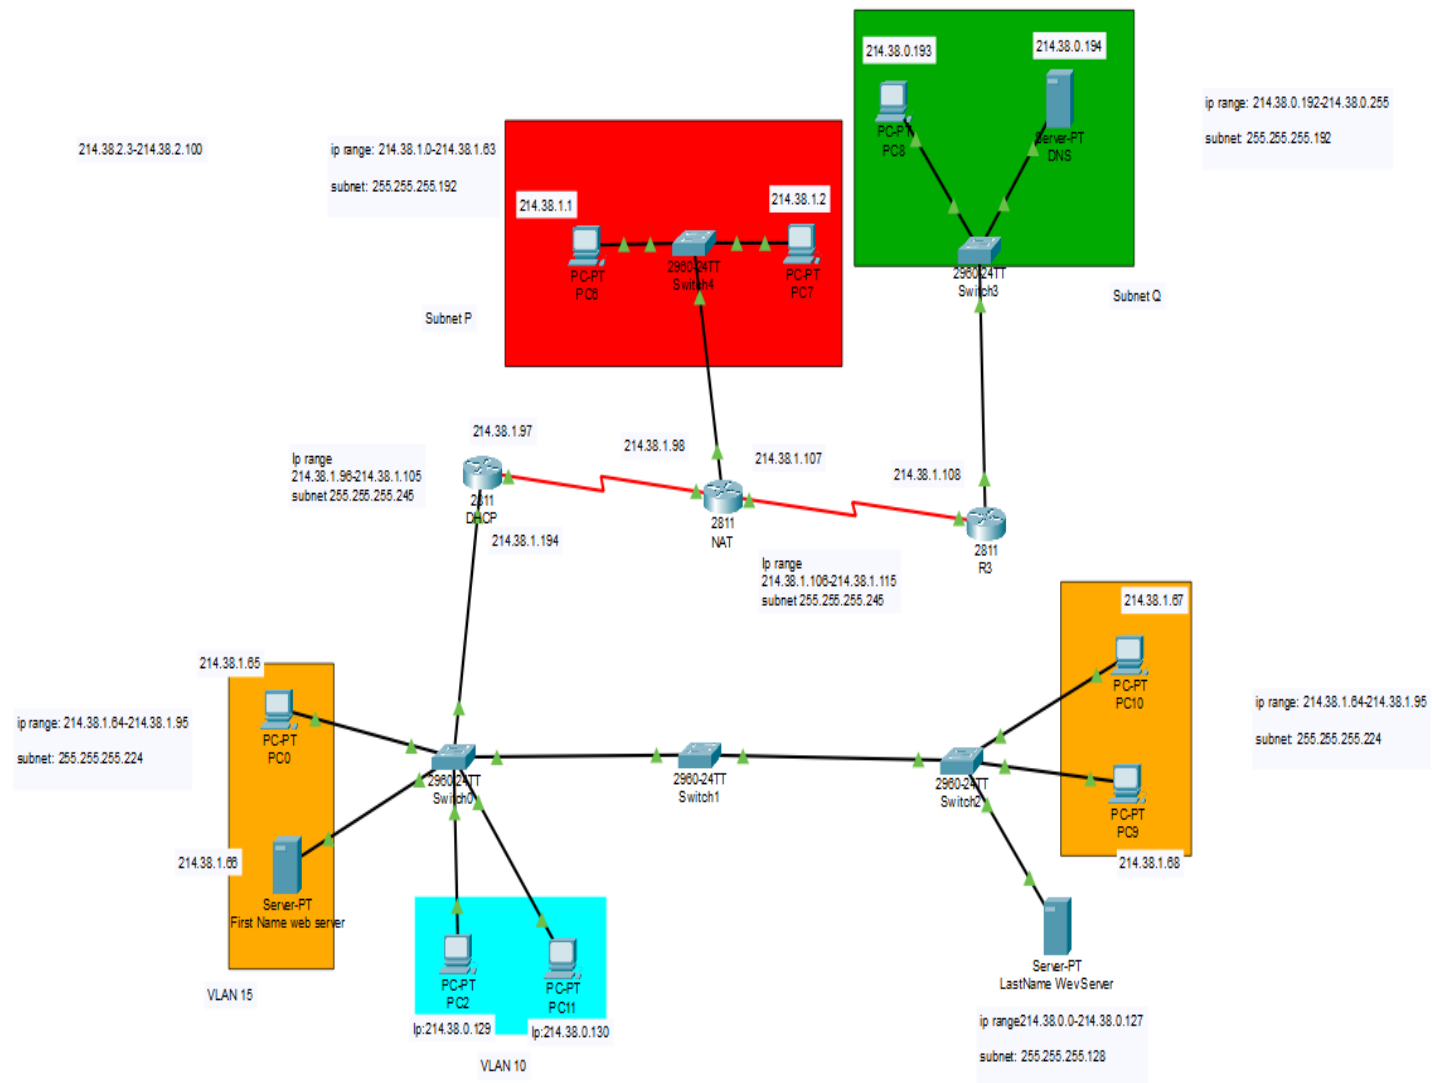 214.38.0.193
214.38.0.194
ip range: 214.38.0.192-214.38.0.255
subnet: 255.255.255.192
PC-PT
PC8
Server-PT
DNS
2960-24TT
Switch3
Subnet Q
214.38.2.3-214.38.2.100
ip range: 214.38.1.0-214.38.1.63
subnet: 255.255.255.192
214.38.1.1
214.38.1.2
PC-PT
PC6
2960-24TT
Switch4
PC-PT
PC7
Subnet P
214.38.1.97
214.38.1.98
214.38.1.107
214.38.1.108
Ip range
214.38.1.96-214.38.1.105
subnet 255.255.255.245
2811
DHCP
214.38.1.194
2811
NAT
2811
R3
Ip range
214.38.1.106-214.38.1.115
subnet 255.255.255.245
214.38.1.65
ip range: 214.38.1.64-214.38.1.95
subnet: 255.255.255.224
PC-PT
PC0
214.38.1.66
Server-PT
First Name web server
VLAN 15
2960-24TT
Switch0
2960-24TT
Switch1
2960-24TT
Switch2
PC-PT
PC2
PC-PT
PC11
Ip:214.38.0.129
Ip:214.38.0.130
VLAN 10
214.38.1.67
PC-PT
PC10
PC-PT
PC9
214.38.1.68
ip range: 214.38.1.64-214.38.1.95
subnet: 255.255.255.224
Server-PT
LastName WevServer
ip range214.38.0.0-214.38.0.127
subnet: 255.255.255.128